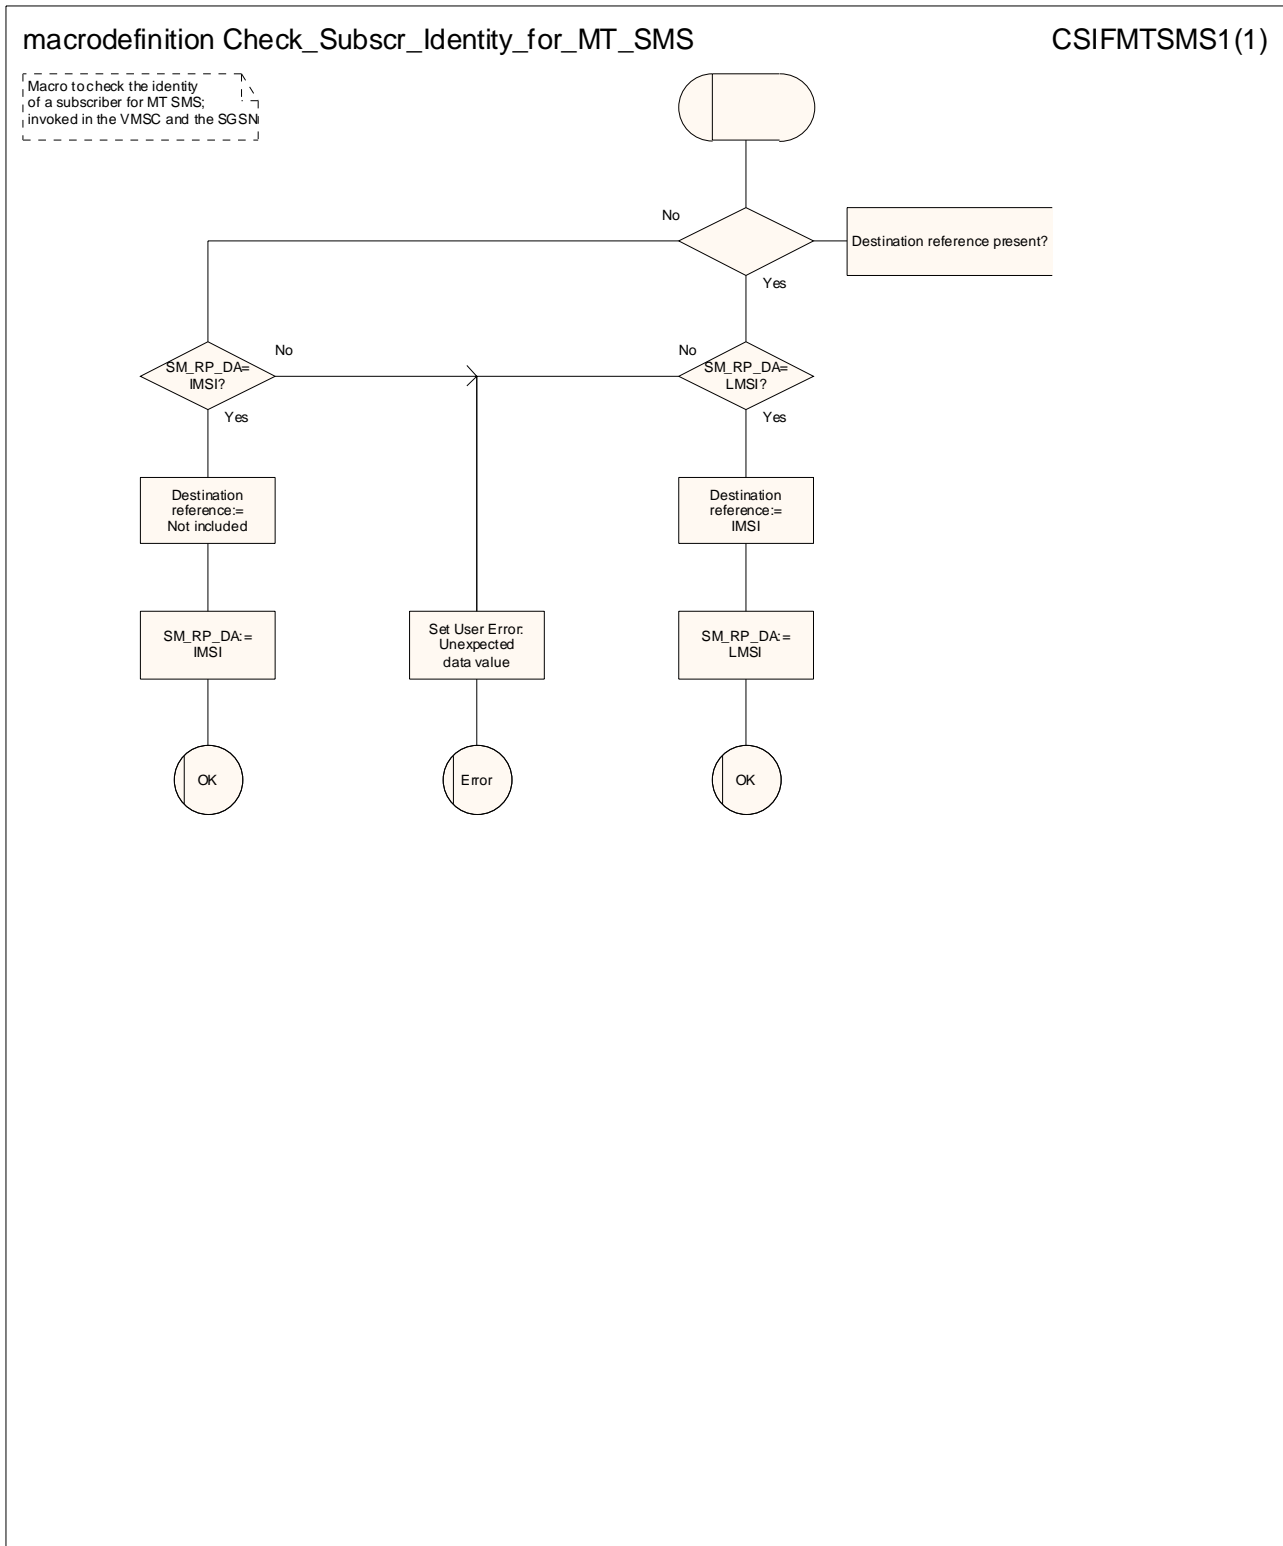 macrodefinition Check_Subscr_Identity_for_MT_SMS
CSIFMTSMS1(1)
Macro to check the identity
of a subscriber for MT SMS;
invoked in the VMSC and the SGSN
No
Destination reference present?
Yes
SM_RP_DA=
IMSI?
No
Yes
No
SM_RP_DA=
LMSI?
Yes
Destination
reference:=
Not included
Destination
reference:=
IMSI
SM_RP_DA:=
IMSI
Set User Error:
Unexpected
data value
SM_RP_DA:=
LMSI
OK
Error
OK